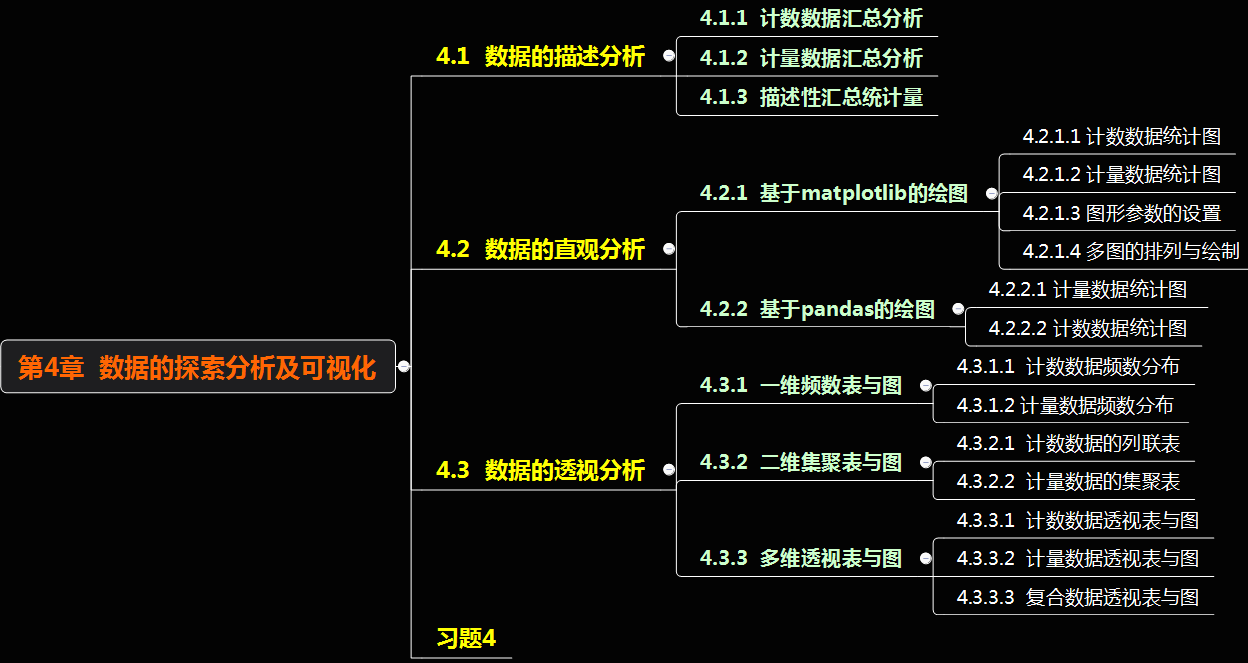 第4章 数据的探索分析及可视化
4.1 数据的描述分析
4.1.1 计数数据汇总分析
4.1.2 计量数据汇总分析
4.1.3 描述性汇总统计量
4.2 数据的直观分析
4.2.1 基于matplotlib的绘图
4.2.1.1 计数数据统计图
4.2.1.2 计量数据统计图
4.2.1.3 图形参数的设置
4.2.1.4 多图的排列与绘制
4.2.2 基于pandas的绘图
4.2.2.1 计量数据统计图
4.2.2.2 计数数据统计图
4.3 数据的透视分析
4.3.1 一维频数表与图
4.3.1.1 计数数据频数分布
4.3.1.2 计量数据频数分布
4.3.2 二维集聚表与图
4.3.2.1 计数数据的列联表
4.3.2.2 计量数据的集聚表
4.3.3 多维透视表与图
4.3.3.1 计数数据透视表与图
4.3.3.2 计量数据透视表与图
4.3.3.3 复合数据透视表与图
习题4